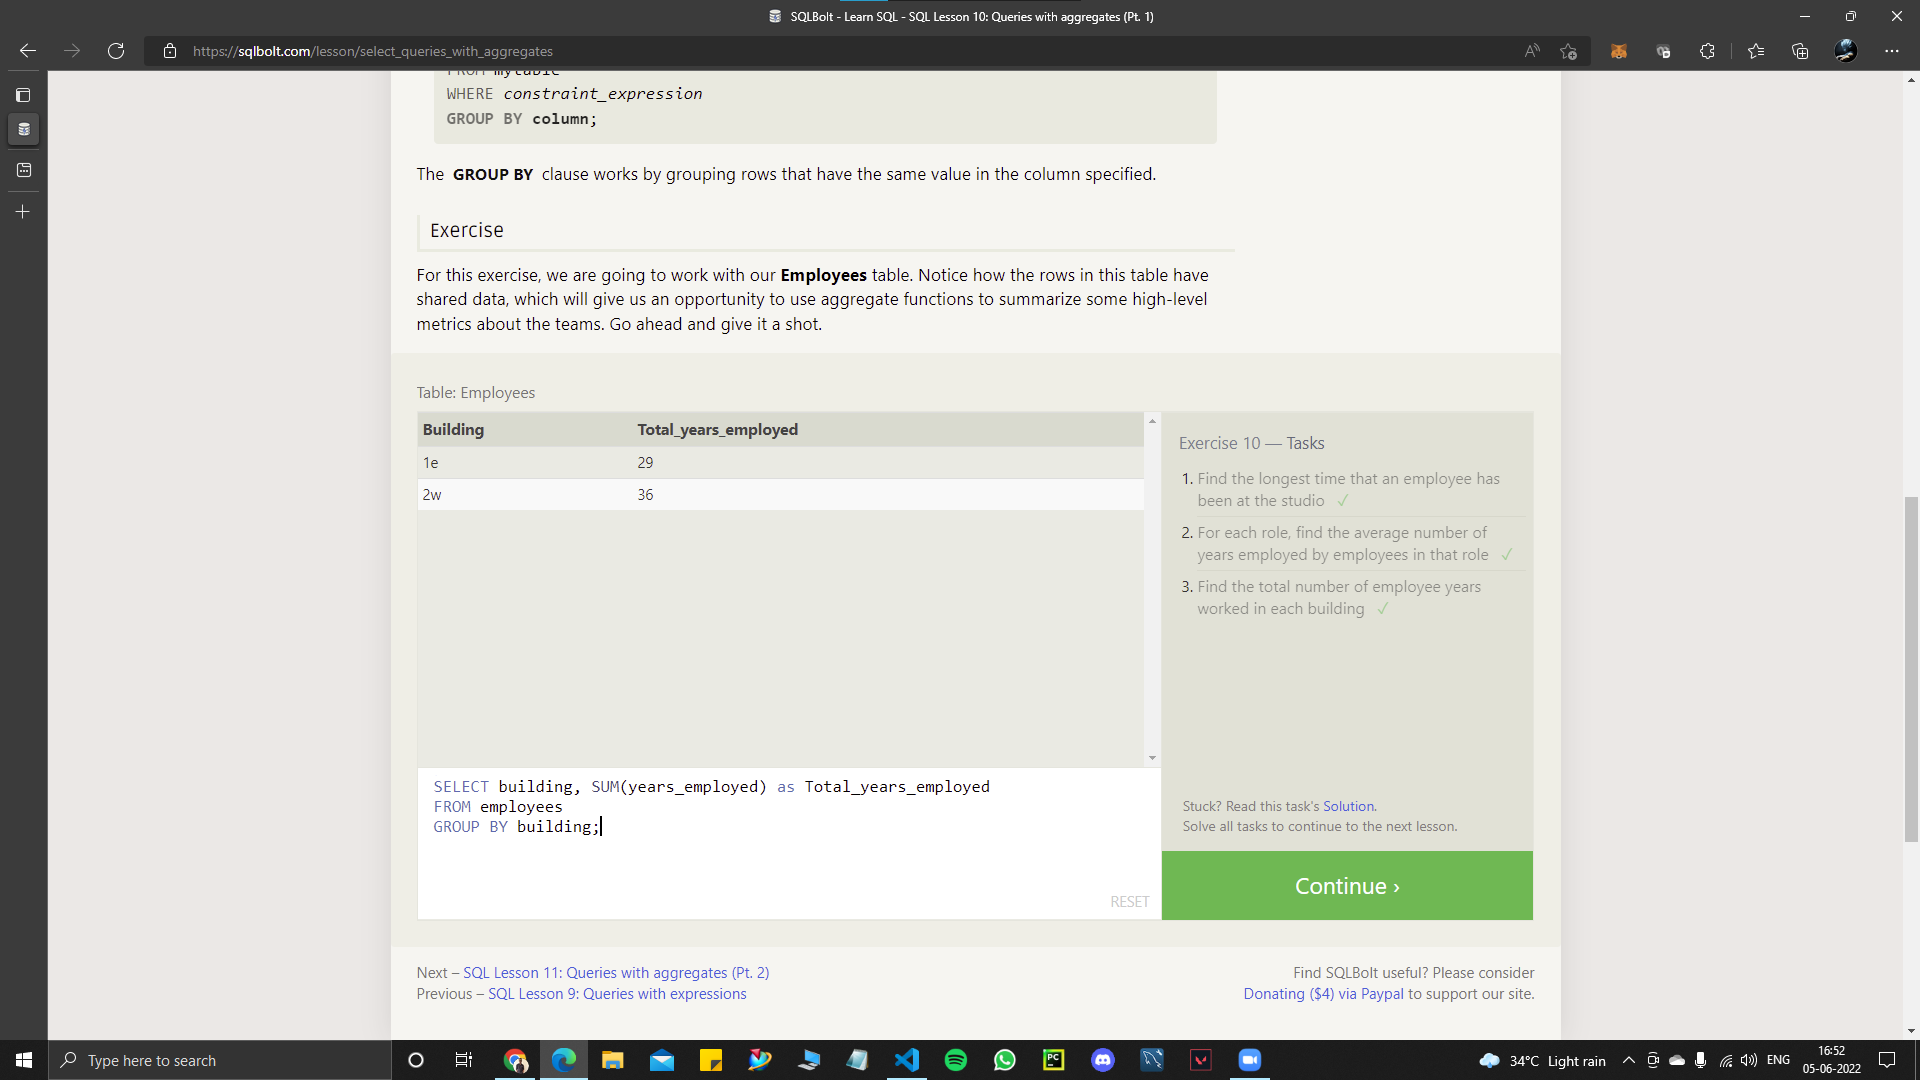 SQLBolt - Learn SQL - SQL Lesson 10: Queries with aggregates (Pt. 1)
https://sqlbolt.com/lesson/select_queries_with_aggregates
FROM mytable
WHERE constraint_expression
GROUP BY column;
The GROUP BY clause works by grouping rows that have the same value in the column specified.
Exercise
For this exercise, we are going to work with our Employees table. Notice how the rows in this table have
shared data, which will give us an opportunity to use aggregate functions to summarize some high-level
metrics about the teams. Go ahead and give it a shot.
Table: Employees
Building Total_years_employed
1e 29
2w 36
SELECT building, SUM(years_employed) as Total_years_employed
FROM employees
GROUP BY building;
RESET
Exercise 10 — Tasks
1. Find the longest time that an employee has
been at the studio ✓
2. For each role, find the average number of
years employed by employees in that role ✓
3. Find the total number of employee years
worked in each building ✓
Stuck? Read this task's Solution.
Solve all tasks to continue to the next lesson.
Continue ›
Next – SQL Lesson 11: Queries with aggregates (Pt. 2)
Previous – SQL Lesson 9: Queries with expressions
Find SQLBolt useful? Please consider
Donating ($4) via Paypal to support our site.
Type here to search
PC
34°C Light rain
ENG
16:52
05-06-2022